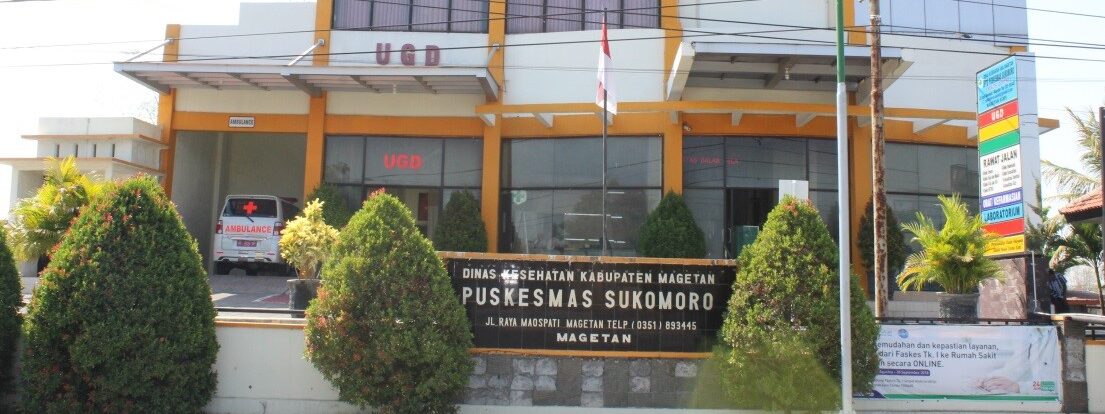 UGD
AMBULANCE
UGD
AMBULANCE
DINAS KESEHATAN KABUPATEN MAGETAN
PUSKESMAS SUKOMORO
JL. RAYA MAOSPATI MAGETAN TELP (0351) 893445
MAGETAN
UGD
RAWAT JALAN
LABORATORIUM
emudahan dan kepastian layanan,
dari Faskes Tk. I ke Rumah Sakit
secara ONLINE.